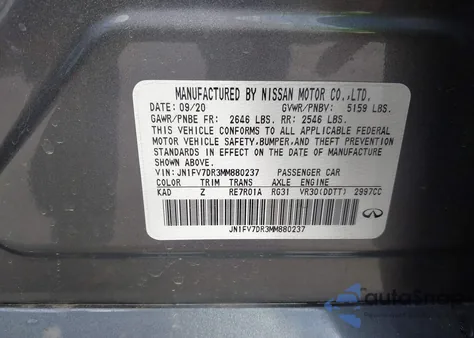 MANUFACTURED BY NISSAN MOTOR CO.,LTD.
DATE: 09/20 GVWR/PNBV: 5159 LBS.
GAWR/PNBE FR: 2646 LBS. RR: 2546 LBS.
THIS VEHICLE CONFORMS TO ALL APPLICABLE FEDERAL
MOTOR VEHICLE SAFETY,BUMPER,AND THEFT PREVENTION
STANDARDS IN EFFECT ON THE DATE OF MANUFACTURE
SHOWN ABOVE.
VIN: JN1FV7DR3MM880237 PASSENGER CAR
COLOR TRIM TRANS AXLE ENGINE
KAD Z RE7R01A RG31 VR30(DDTT) 2997CC
JN1FV7DR3MM880237